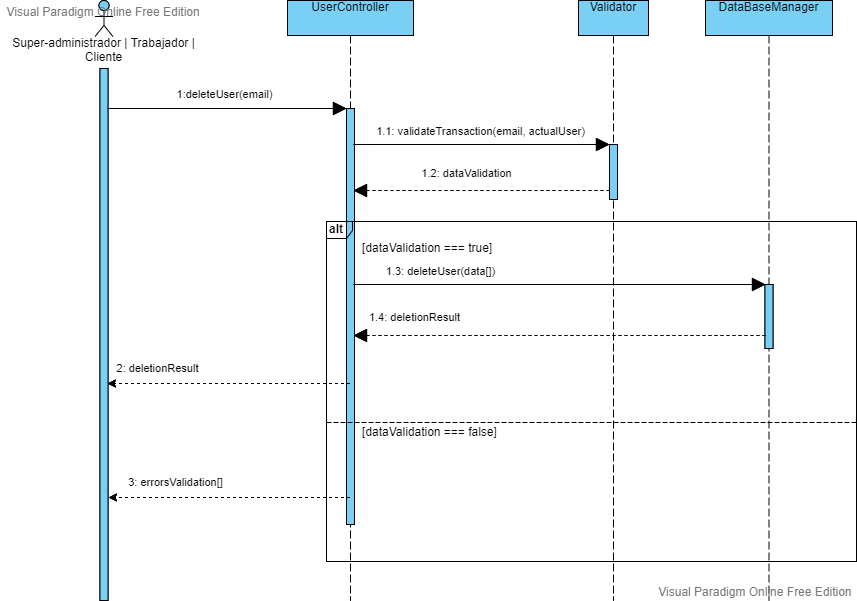 Visual Paradigm Online Free Edition
UserController
Validator
DataBaseManager
Super-administrador | Trabajador |
Cliente
1:deleteUser(email)
1.1: validateTransaction(email, actualUser)
1.2: dataValidation
alt
[dataValidation === true]
1.3: deleteUser(data[])
1.4: deletionResult
2: deletionResult
[dataValidation === false]
3: errorsValidation[]
Visual Paradigm Online Free Edition